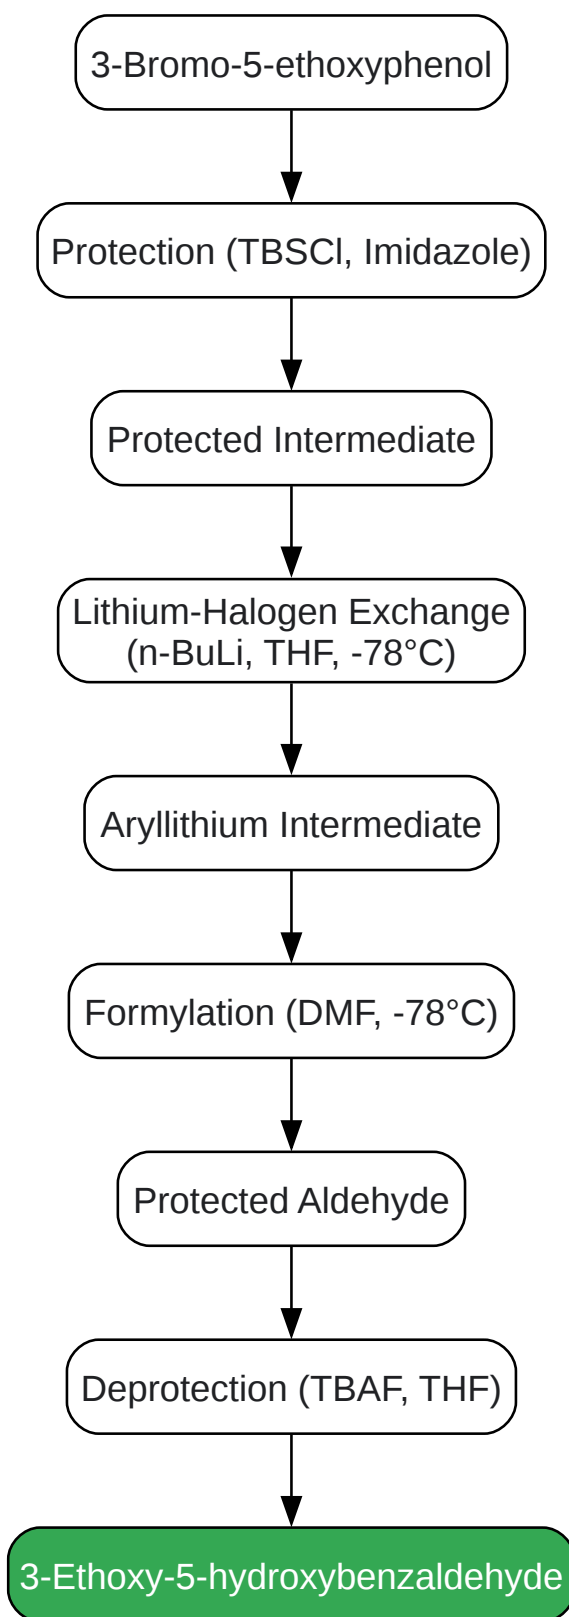 3-Bromo-5-ethoxyphenol
Protection (TBSCl, Imidazole)
Protected Intermediate
Lithium-Halogen Exchange
(n-BuLi, THF, -78°C)
Aryllithium Intermediate
Formylation (DMF, -78°C)
Protected Aldehyde
Deprotection (TBAF, THF)
3-Ethoxy-5-hydroxybenzaldehyde